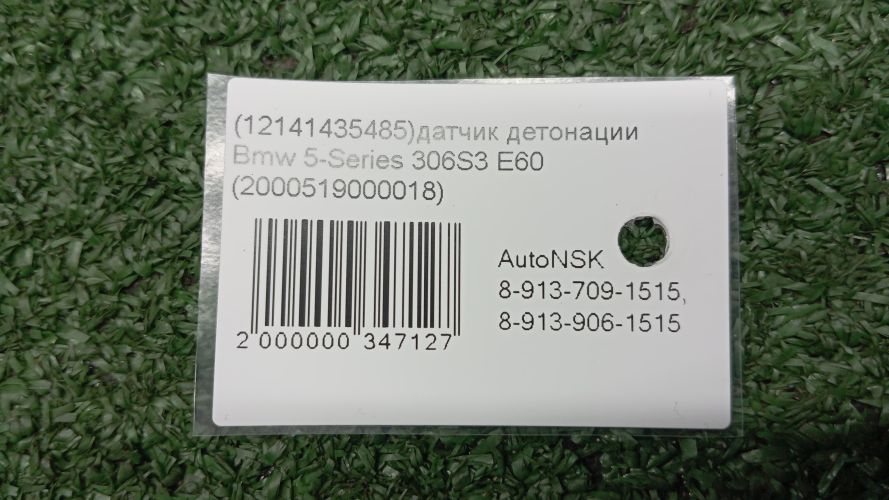 (12141435485)датчик детонации
Bmw 5-Series 306S3 E60
(2000519000018)
AutoNSK
8-913-709-1515,
8-913-906-1515
2 000000 347127